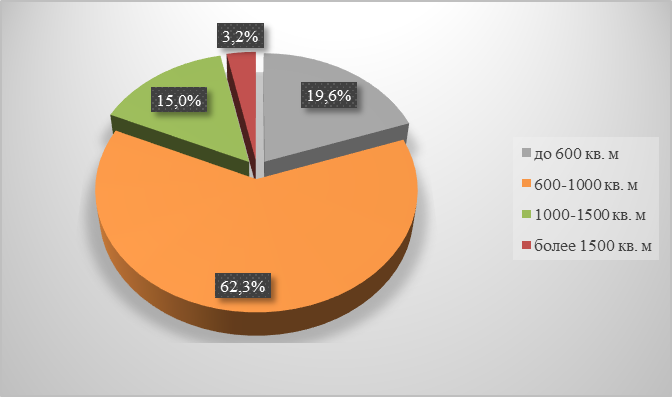 3,2%
19,6%
15,0%
62,3%
до 600 кв. м
600-1000 кв. м
1000-1500 кв. м
более 1500 кв. м